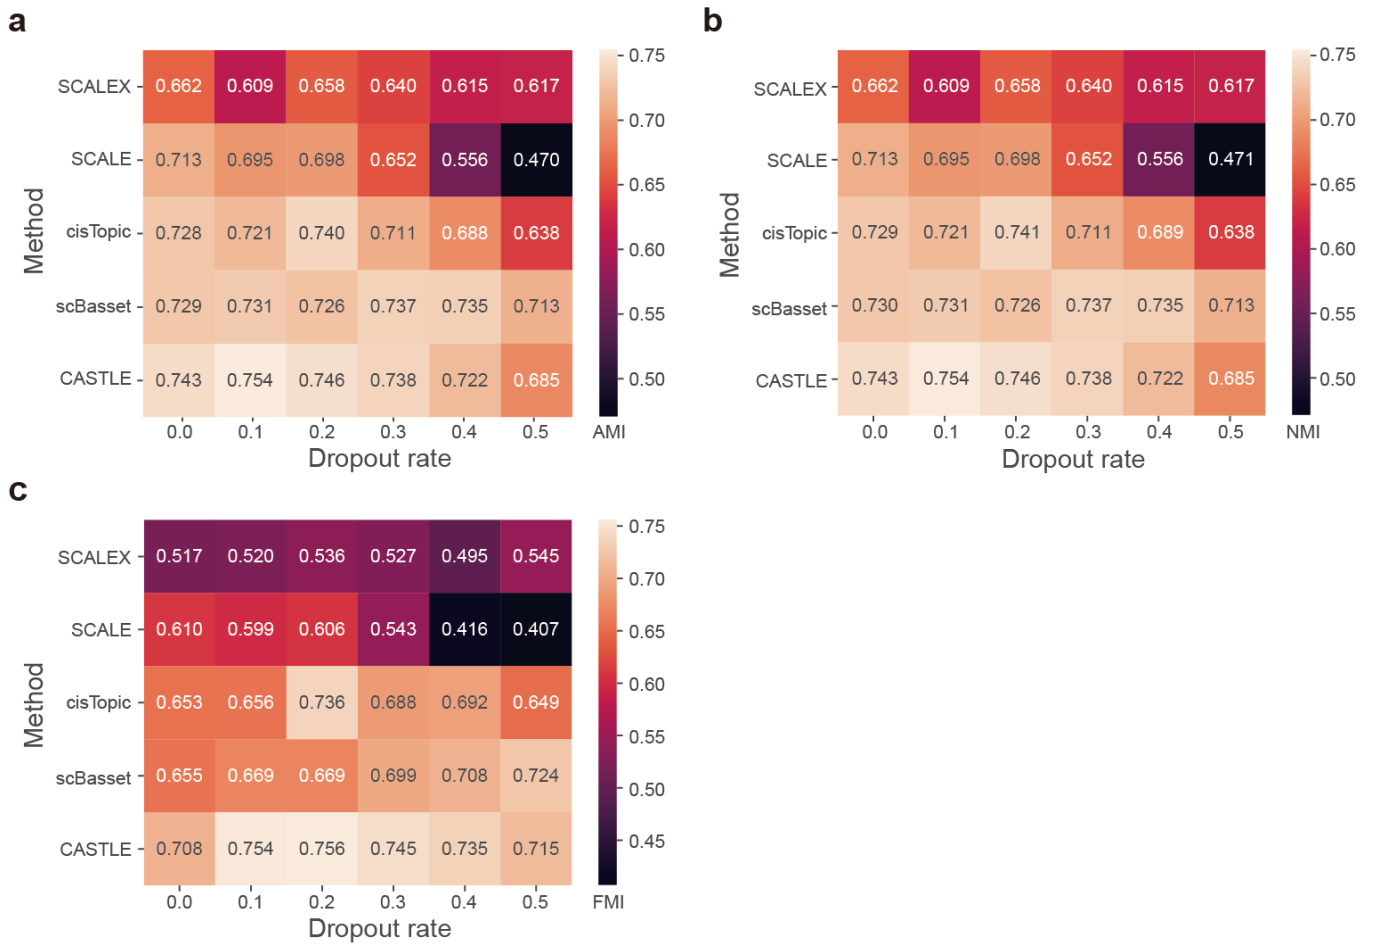 a
SCALEX 0.662 0.609 0.658 0.640 0.615 0.617
SCALE 0.713 0.695 0.698 0.652 0.556 0.470
cisTopic 0.728 0.721 0.740 0.711 0.688 0.638
scBasset 0.729 0.731 0.726 0.737 0.735 0.713
CASTLE 0.743 0.754 0.746 0.738 0.722 0.685
0.0 0.1 0.2 0.3 0.4 0.5
Dropout rate
Method
0.75
0.70
0.65
0.60
0.55
0.50
AMI
b
SCALEX 0.662 0.609 0.658 0.640 0.615 0.617
SCALE 0.713 0.695 0.698 0.652 0.556 0.471
cisTopic 0.729 0.721 0.741 0.711 0.689 0.638
scBasset 0.730 0.731 0.726 0.737 0.735 0.713
CASTLE 0.743 0.754 0.746 0.738 0.722 0.685
0.0 0.1 0.2 0.3 0.4 0.5
Dropout rate
Method
0.75
0.70
0.65
0.60
0.55
0.50
NMI
c
SCALEX 0.517 0.520 0.536 0.527 0.495 0.545
SCALE 0.610 0.599 0.606 0.543 0.416 0.407
cisTopic 0.653 0.656 0.736 0.688 0.692 0.649
scBasset 0.655 0.669 0.669 0.699 0.708 0.724
CASTLE 0.708 0.754 0.756 0.745 0.735 0.715
0.0 0.1 0.2 0.3 0.4 0.5
Dropout rate
Method
0.75
0.70
0.65
0.60
0.55
0.50
0.45
FMI